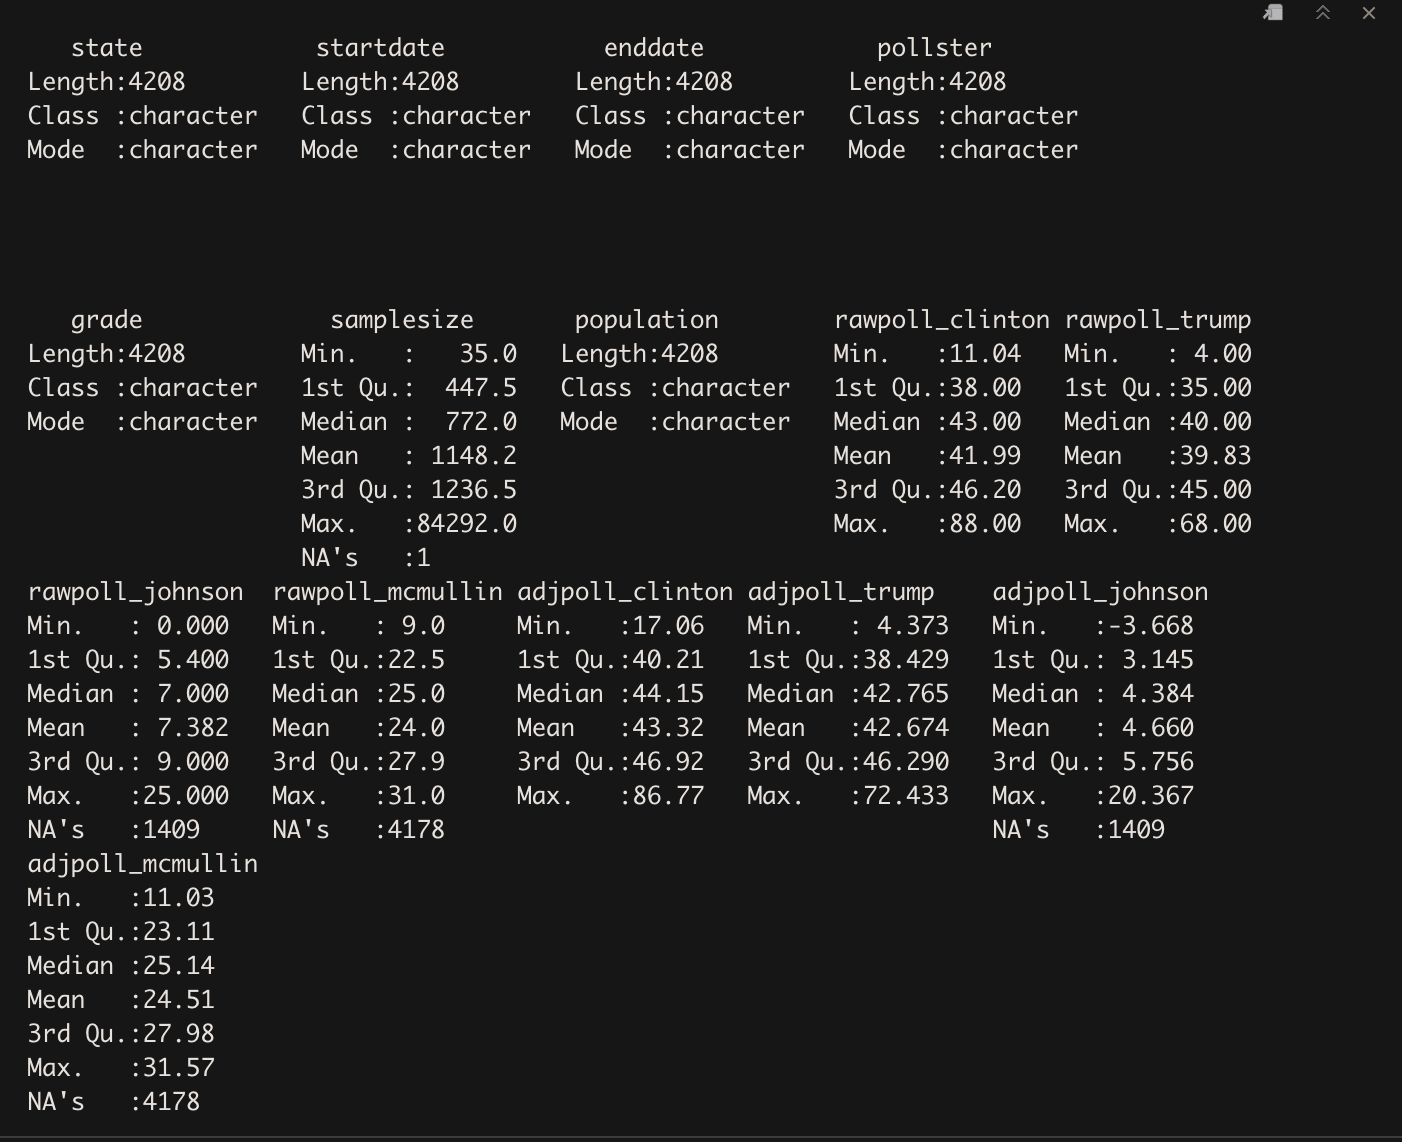 state            startdate           enddate            pollster
Length:4208        Length:4208        Length:4208        Length:4208
Class :character   Class :character   Class :character   Class :character
Mode  :character   Mode  :character   Mode  :character   Mode  :character
   grade             samplesize       population        rawpoll_clinton rawpoll_trump
Length:4208        Min.   :   35.0   Length:4208        Min.   :11.04   Min.   : 4.00
Class :character   1st Qu.:  447.5   Class :character   1st Qu.:38.00   1st Qu.:35.00
Mode  :character   Median :  772.0   Mode  :character   Median :43.00   Median :40.00
                   Mean   : 1148.2                      Mean   :41.99   Mean   :39.83
                   3rd Qu.: 1236.5                      3rd Qu.:46.20   3rd Qu.:45.00
                   Max.   :84292.0                      Max.   :88.00   Max.   :68.00
                   NA's   :1
rawpoll_johnson  rawpoll_mcmullin adjpoll_clinton adjpoll_trump    adjpoll_johnson
Min.   : 0.000   Min.   : 9.0     Min.   :17.06   Min.   : 4.373   Min.   :-3.668
1st Qu.: 5.400   1st Qu.:22.5     1st Qu.:40.21   1st Qu.:38.429   1st Qu.: 3.145
Median : 7.000   Median :25.0     Median :44.15   Median :42.765   Median : 4.384
Mean   : 7.382   Mean   :24.0     Mean   :43.32   Mean   :42.674   Mean   : 4.660
3rd Qu.: 9.000   3rd Qu.:27.9     3rd Qu.:46.92   3rd Qu.:46.290   3rd Qu.: 5.756
Max.   :25.000   Max.   :31.0     Max.   :86.77   Max.   :72.433   Max.   :20.367
NA's   :1409     NA's   :4178                                      NA's   :1409
adjpoll_mcmullin
Min.   :11.03
1st Qu.:23.11
Median :25.14
Mean   :24.51
3rd Qu.:27.98
Max.   :31.57
NA's   :4178